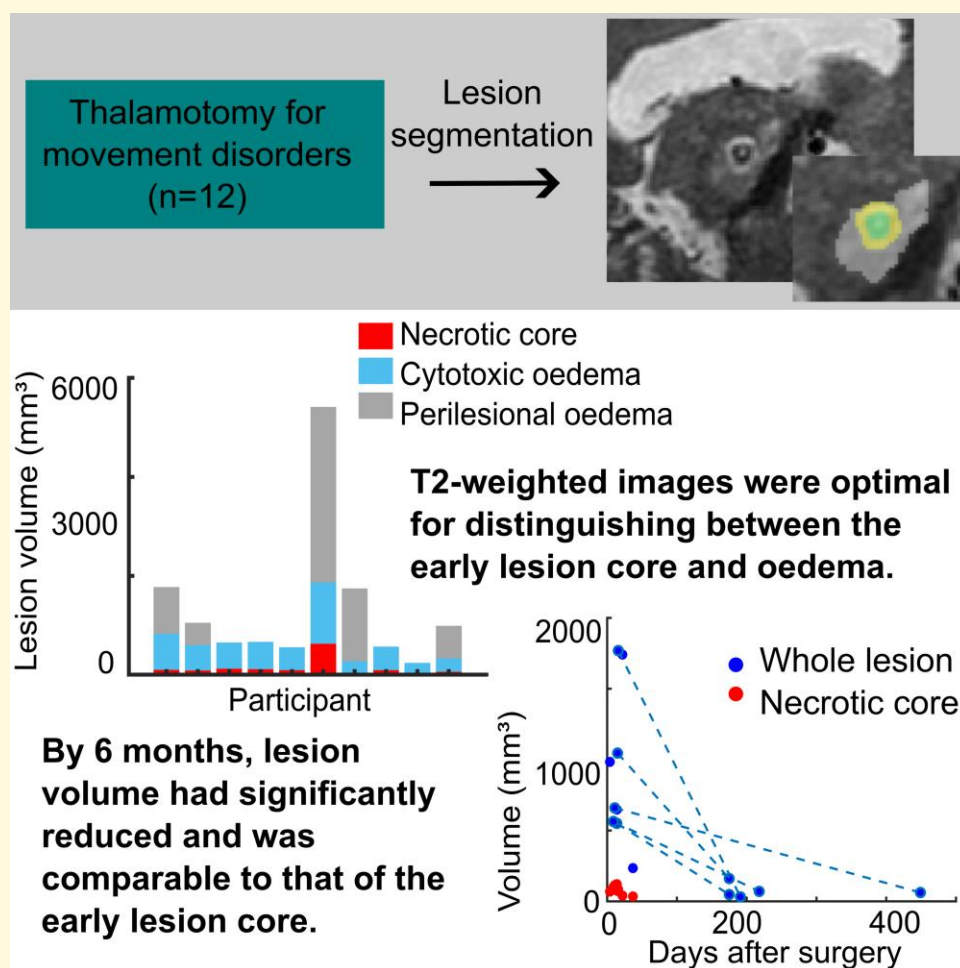 Thalamotomy for
movement disorders
(n=12)
Lesion
segmentation
Necrotic core
Cytotoxic oedema
Perilesional oedema
Lesion volume (mm³)
6000
3000
0
Participant
T2-weighted images were optimal
for distinguishing between the
early lesion core and oedema.
By 6 months, lesion
volume had significantly
reduced and was
comparable to that of the
early lesion core.
Volume (mm³)
2000
1000
0
Whole lesion
Necrotic core
0 200 400
Days after surgery